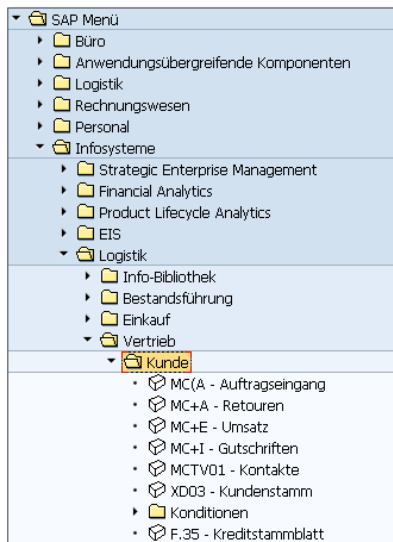 SAP Menü
Büro
Anwendungsübergreifende Komponenten
Logistik
Rechnungswesen
Personal
Infosysteme
Strategic Enterprise Management
Financial Analytics
Product Lifecycle Analytics
EIS
Logistik
Info-Bibliothek
Bestandsführung
Einkauf
Vertrieb
Kunde
MC(A - Auftragseingang
MC+A - Retouren
MC+E - Umsatz
MC+I - Gutschriften
MCTV01 - Kontakte
XD03 - Kundenstamm
Konditionen
F.35 - Kreditstammblatt